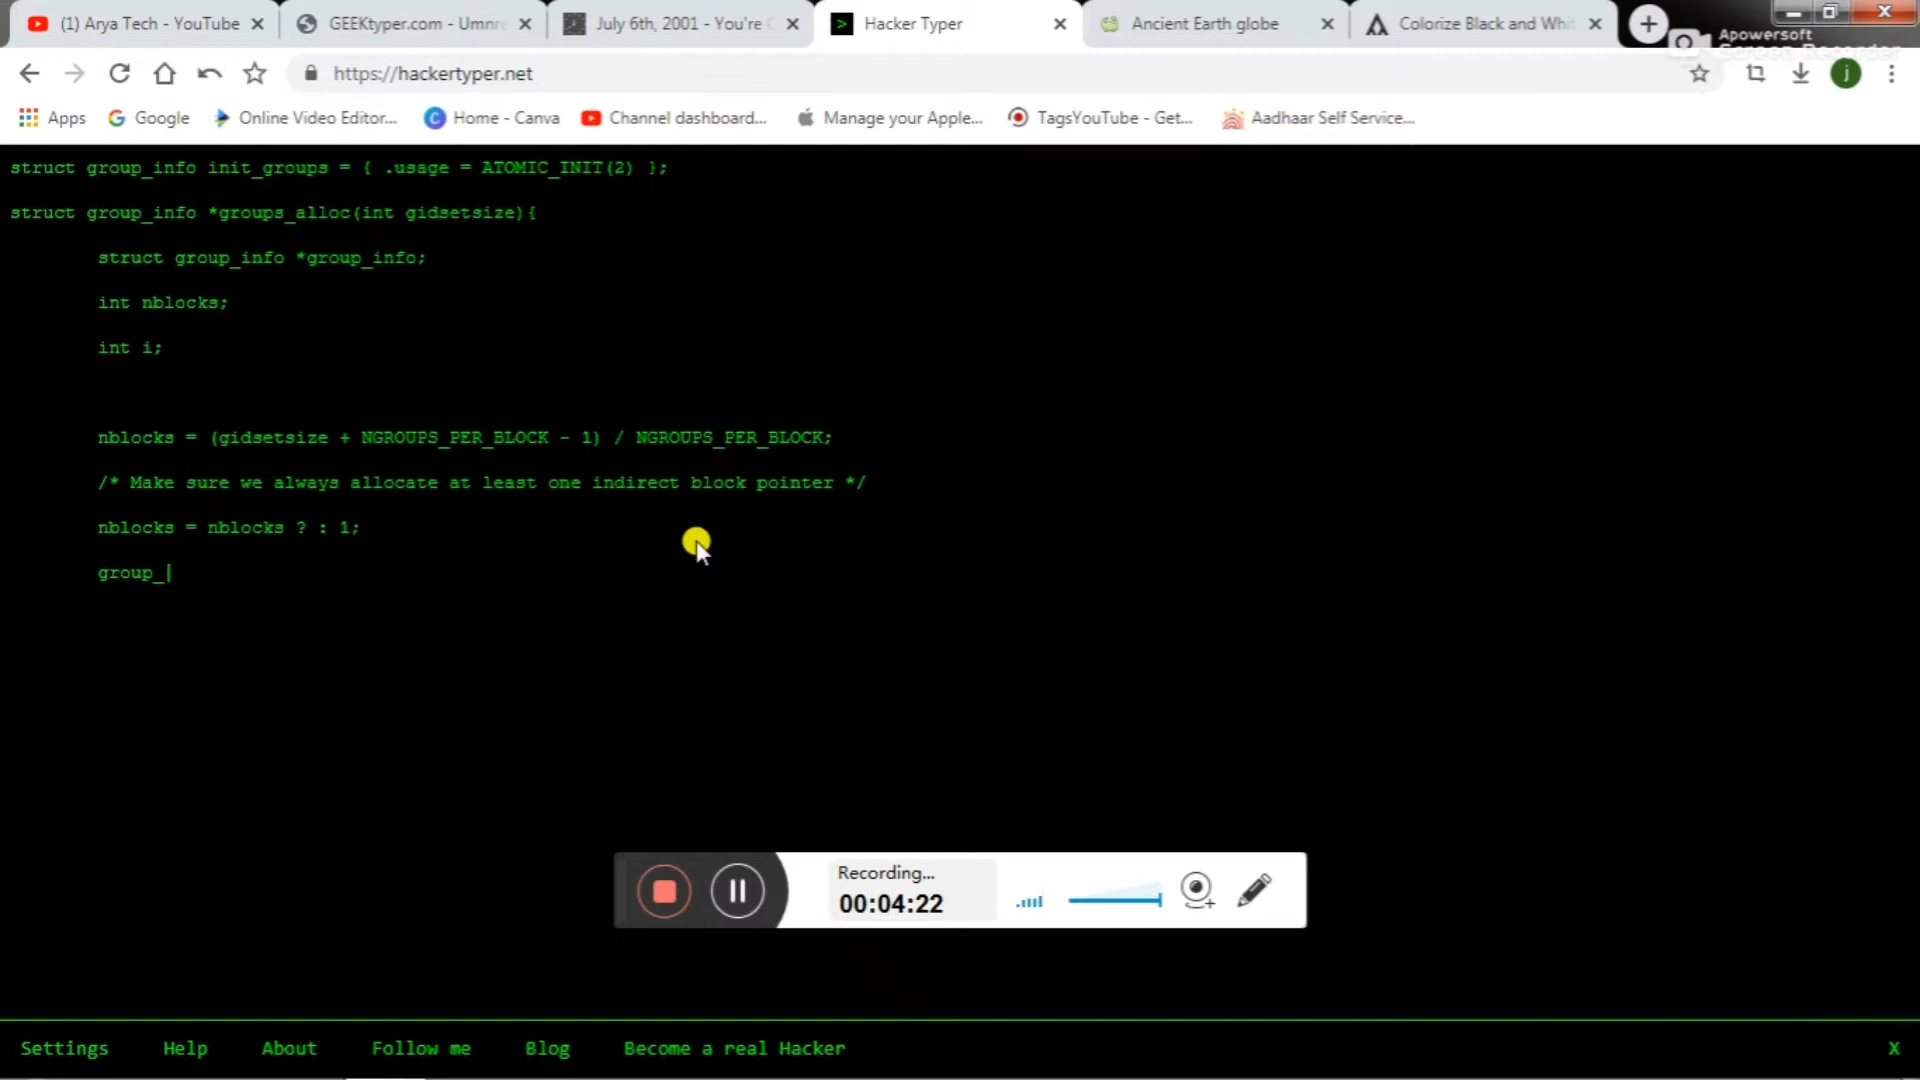 (1) Arya Tech - YouTube
GEEKtyper.com - Umnre
July 6th, 2001 - You're
Hacker Typer
Ancient Earth globe
Colorize Black and Whi
Apowersoft
Screen Recorder
https://hackertyper.net
j
Apps
Google
Online Video Editor...
Home - Canva
Channel dashboard...
Manage your Apple...
TagsYouTube - Get...
Aadhaar Self Service...
struct group_info init_groups = { .usage = ATOMIC_INIT(2) };
struct group_info *groups_alloc(int gidsetsize){
struct group_info *group_info;
int nblocks;
int i;
nblocks = (gidsetsize + NGROUPS_PER_BLOCK - 1) / NGROUPS_PER_BLOCK;
/* Make sure we always allocate at least one indirect block pointer */
nblocks = nblocks ? : 1;
group_|
Recording...
00:04:22
Settings
Help
About
Follow me
Blog
Become a real Hacker
X